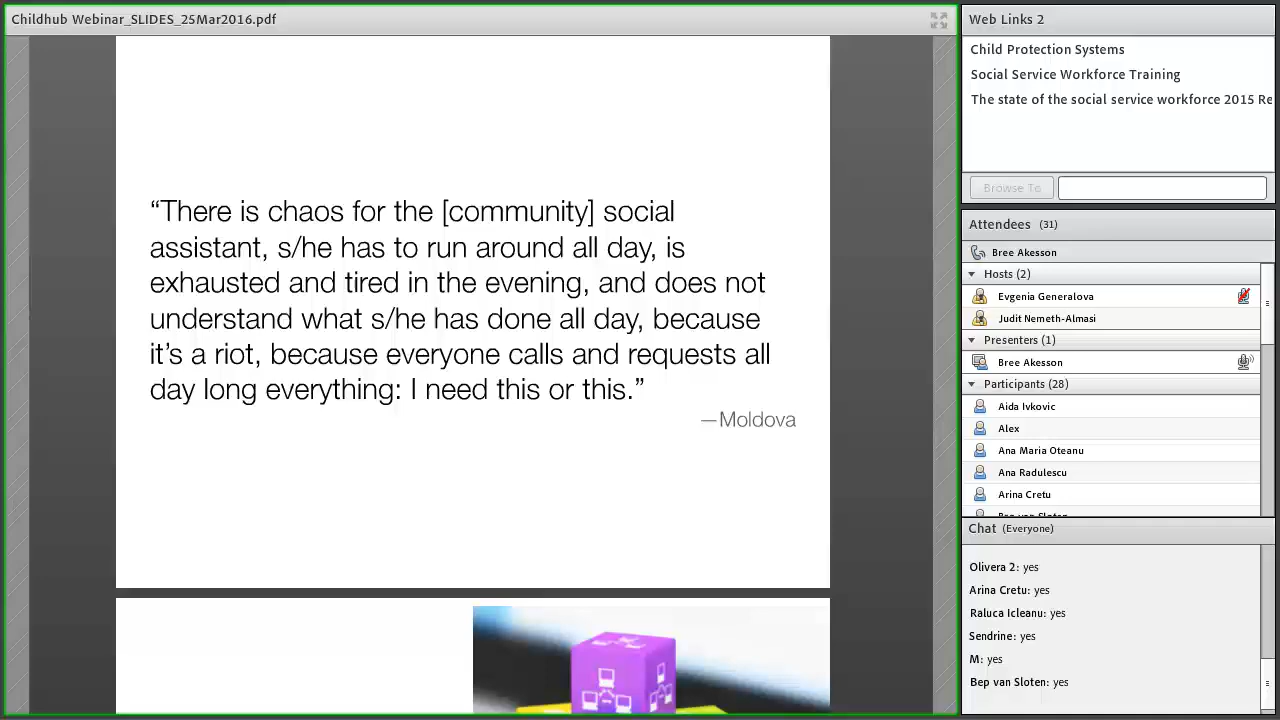 Childhub Webinar_SLIDES_25Mar2016.pdf
“There is chaos for the [community] social
assistant, s/he has to run around all day, is
exhausted and tired in the evening, and does not
understand what s/he has done all day, because
it’s a riot, because everyone calls and requests all
day long everything: I need this or this.”
—Moldova
Web Links 2
Child Protection Systems
Social Service Workforce Training
The state of the social service workforce 2015 Re
Browse To
Attendees (31)
Bree Akesson
Hosts (2)
Evgenia Generalova
Judit Nemeth-Almasi
Presenters (1)
Bree Akesson
Participants (28)
Aida Ivkovic
Alex
Ana Maria Oteanu
Ana Radulescu
Arina Cretu
Bep van Sloten
Chat (Everyone)
Olivera 2: yes
Arina Cretu: yes
Raluca Icleanu: yes
Sendrine: yes
M: yes
Bep van Sloten: yes